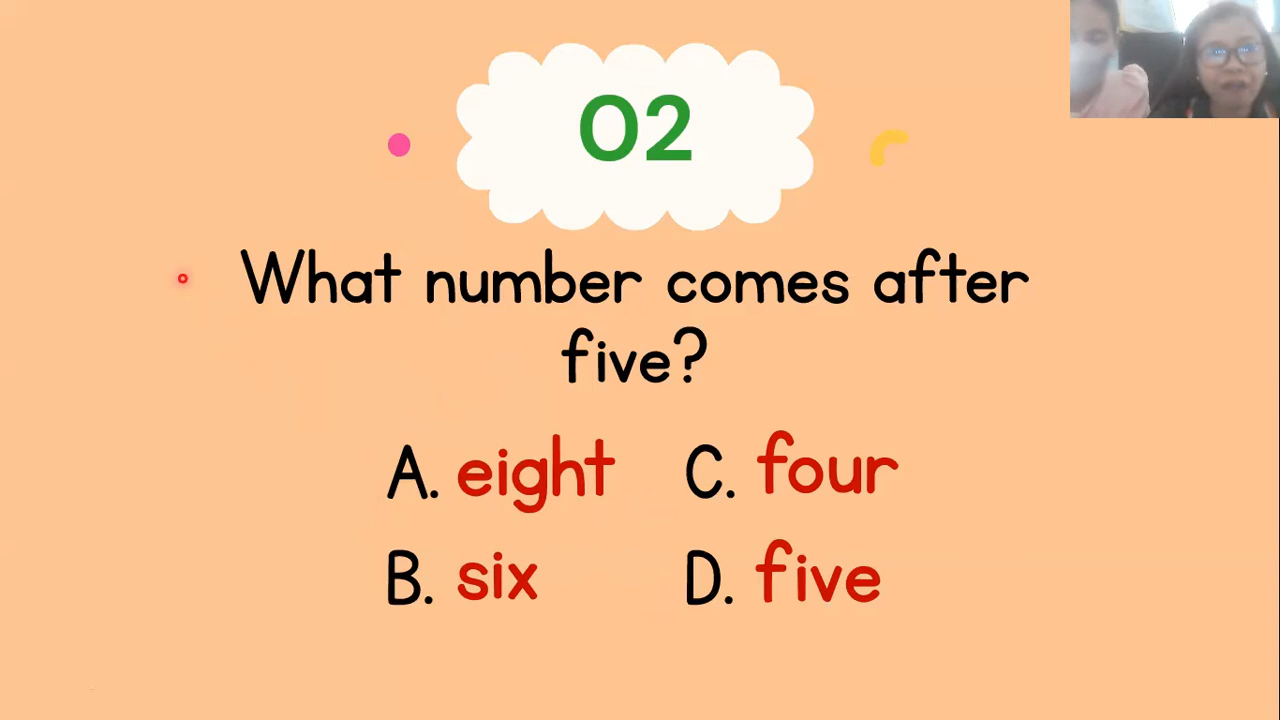 02
What number comes after
five?
A. eight
B. six
C. four
D. five